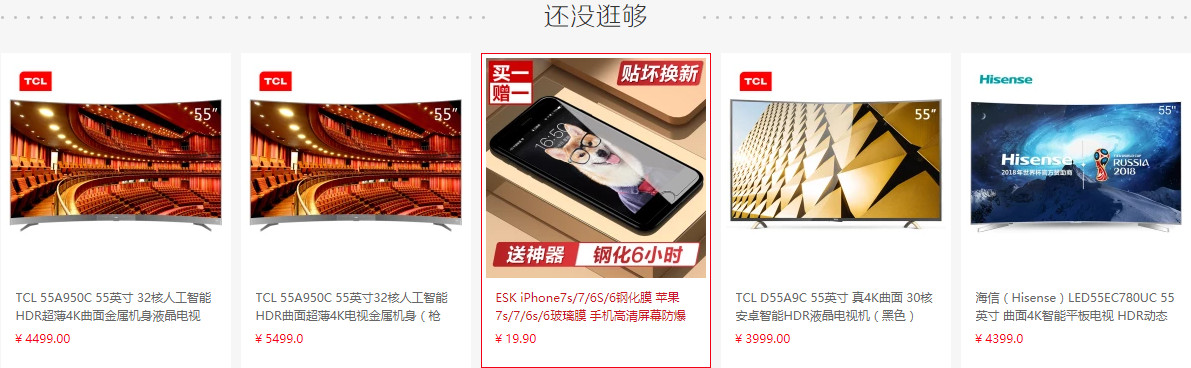 还没逛够
TCL
55”
TCL 55A950C 55英寸 32核人工智能
HDR超薄4K曲面金属机身液晶电视
¥ 4499.00
TCL
55”
TCL 55A950C 55英寸32核人工智能
HDR曲面超薄4K电视金属机身（枪
¥ 5499.0
买一
赠一
贴坏换新
16:50
送神器
钢化6小时
ESK iPhone7s/7/6S/6钢化膜 苹果
7s/7/6s/6玻璃膜 手机高清屏幕防爆
¥ 19.90
TCL
55”
TCL D55A9C 55英寸 真4K曲面 30核
安卓智能HDR液晶电视机（黑色）
¥ 3999.00
Hisense
55"
Hisense
2018年世界杯官方赞助商
FIFA WORLD CUP
RUSSIA
2018
海信（Hisense）LED55EC780UC 55
英寸 曲面4K智能平板电视 HDR动态
¥ 4399.0